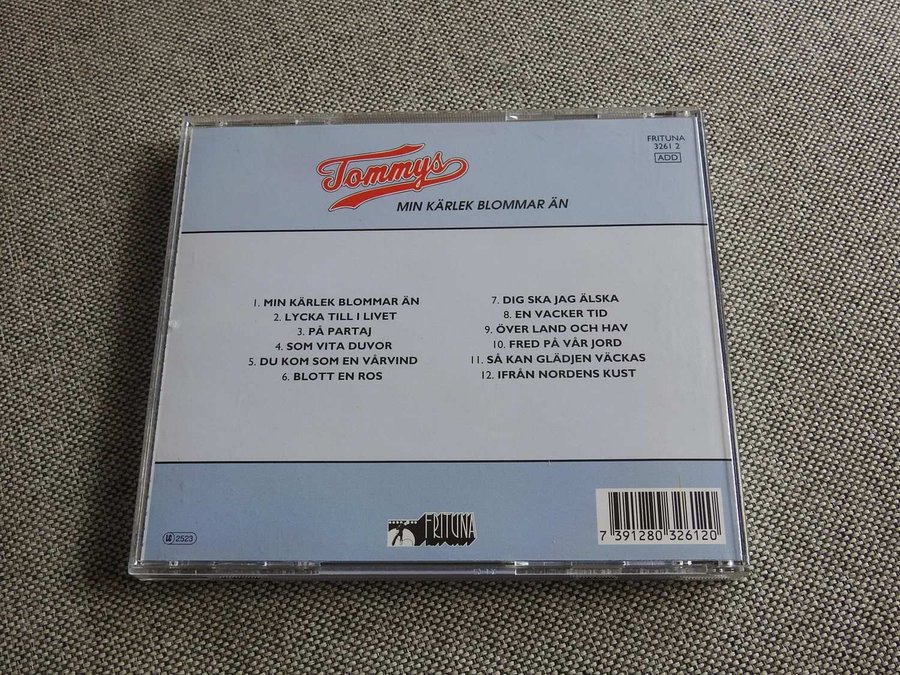 FRITUNA
3261 2
ADD
Tommys
MIN KÄRLEK BLOMMAR ÄN
1. MIN KÄRLEK BLOMMAR ÄN
2. LYCKA TILL I LIVET
3. PÅ PARTAJ
4. SOM VITA DUVOR
5. DU KOM SOM EN VÅRVIND
6. BLOTT EN ROS
7. DIG SKA JAG ÄLSKA
8. EN VACKER TID
9. ÖVER LAND OCH HAV
10. FRED PÅ VÅR JORD
11. SÅ KAN GLÄDJEN VÄCKAS
12. IFRÅN NORDENS KUST
LC 2523
FRITUNA
7 391280 326120